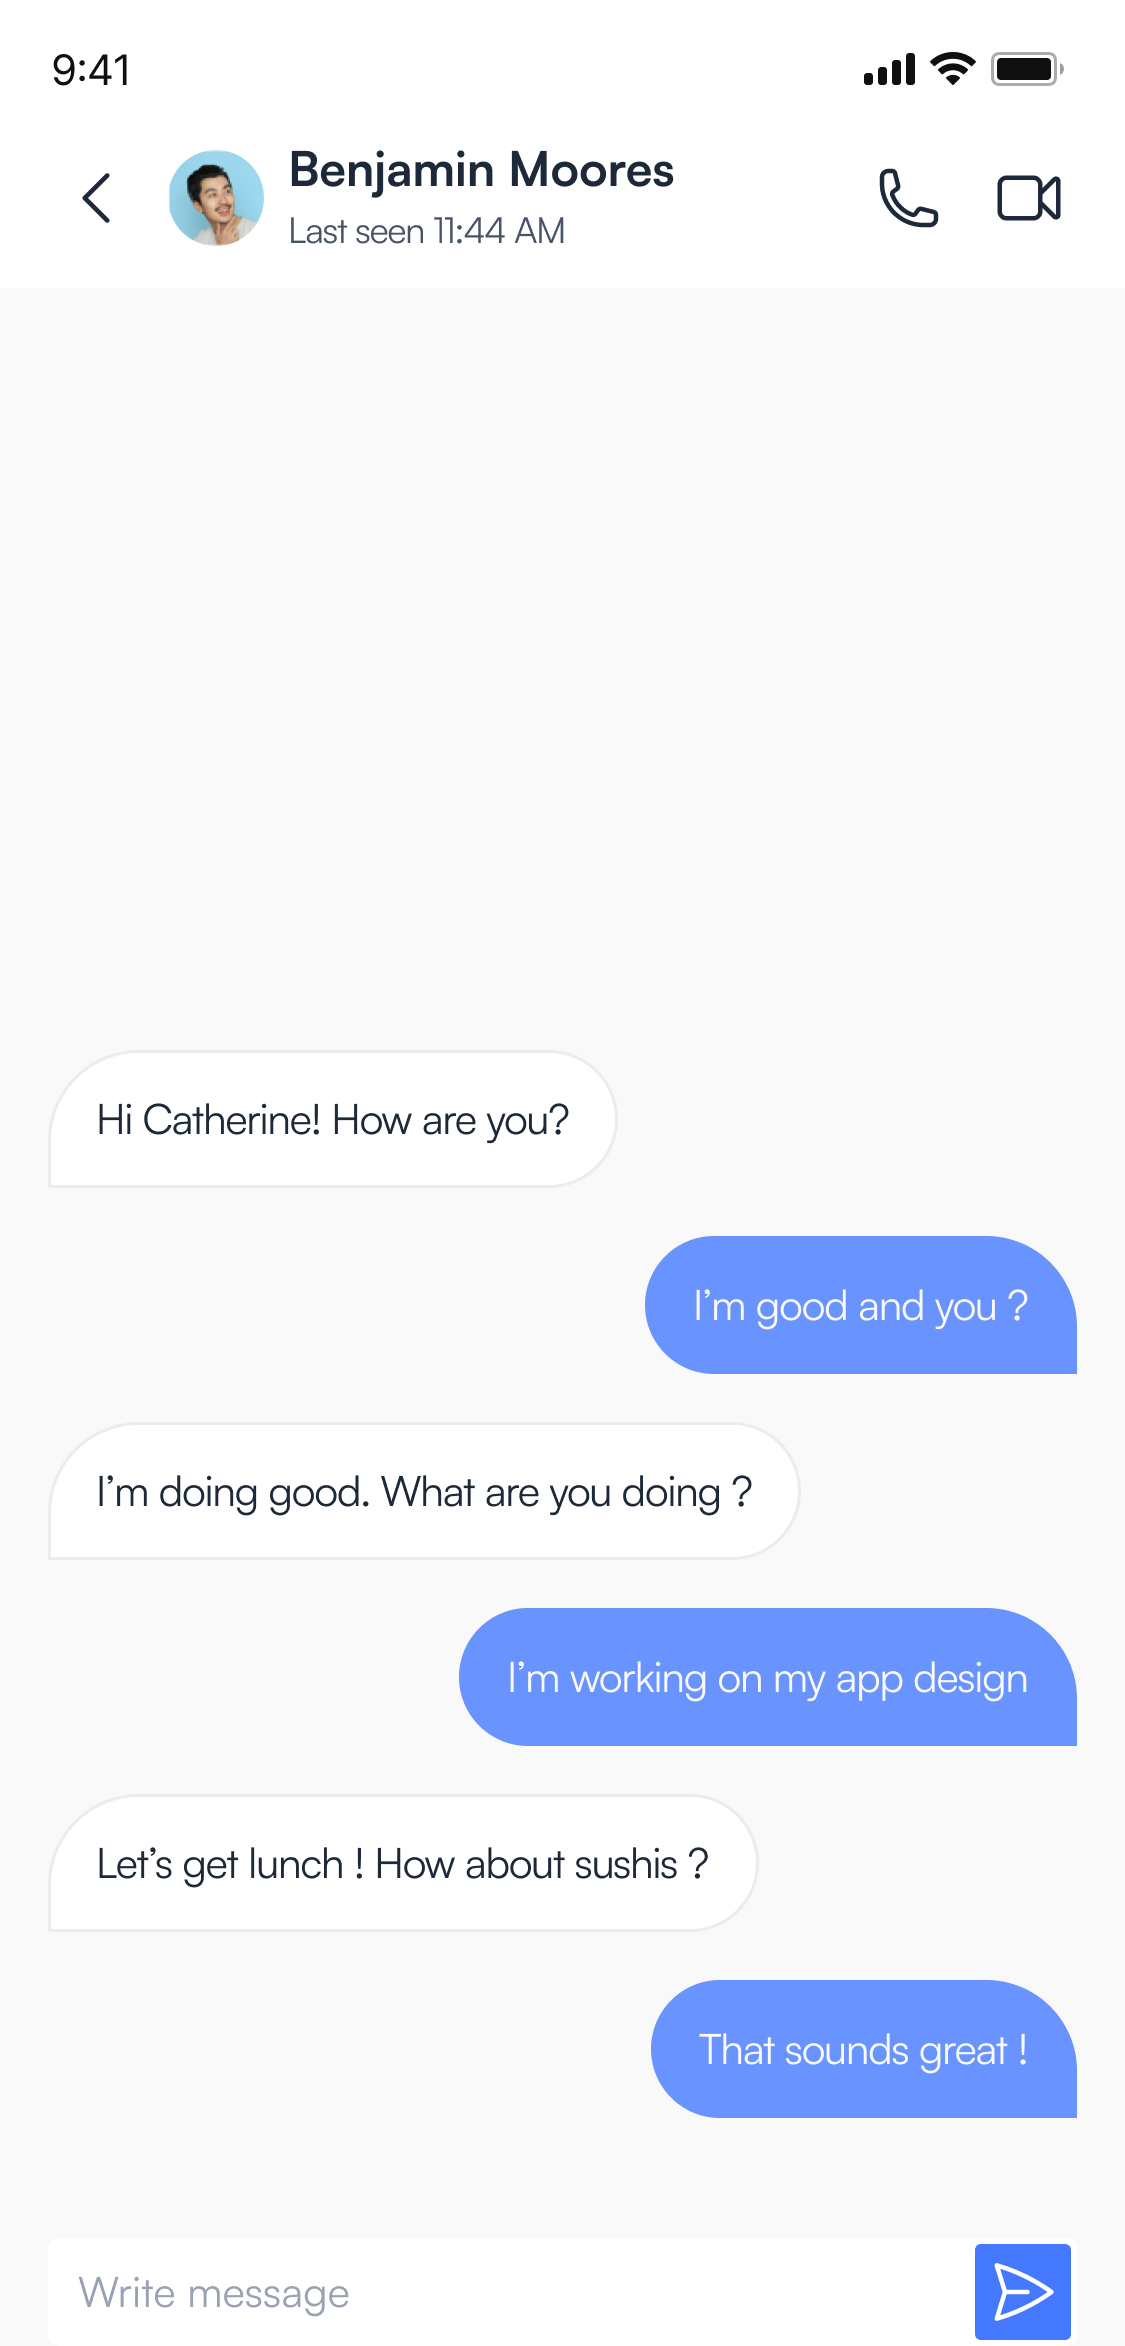 9:41
Benjamin Moores
Last seen 11:44 AM
Hi Catherine! How are you?
I’m good and you ?
I’m doing good. What are you doing ?
I’m working on my app design
Let’s get lunch ! How about sushis ?
That sounds great !
Write message